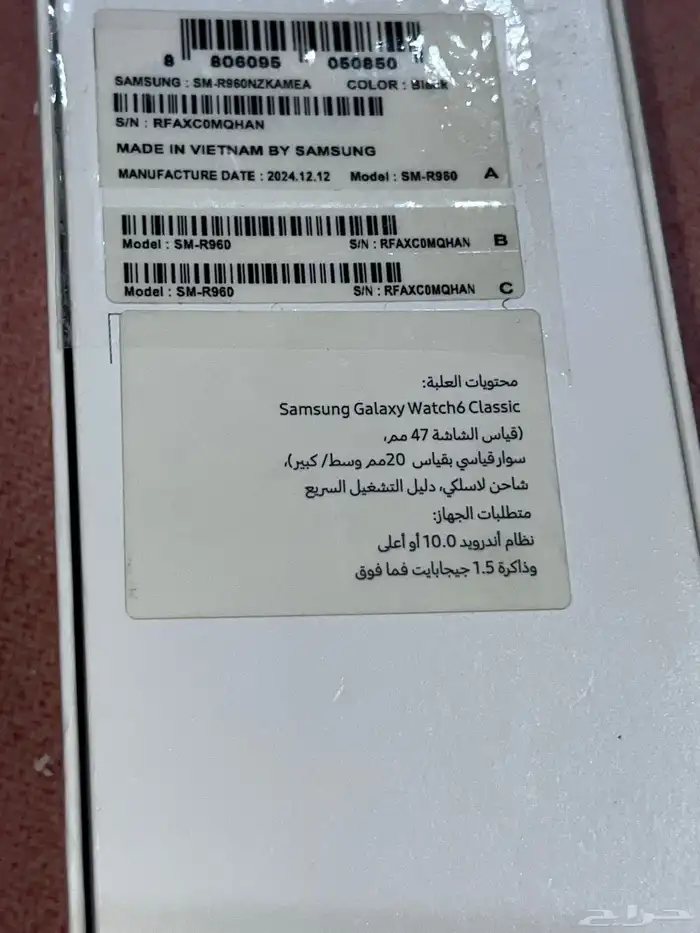 8 806095 050850
SAMSUNG : SM-R960NZKAMEA COLOR : Black
S/N : RFAXC0MQHAN
MADE IN VIETNAM BY SAMSUNG
MANUFACTURE DATE : 2024.12.12 Model : SM-R960 A
Model : SM-R960 S/N : RFAXC0MQHAN B
Model : SM-R960 S/N : RFAXC0MQHAN C
محتويات العلبة:
Samsung Galaxy Watch6 Classic
(قياس الشاشة 47 مم,
سوار قياسي بقياس 20مم وسط/ كبير),
شاحن لاسلكي، دليل التشغيل السريع
متطلبات الجهاز:
نظام أندرويد 10.0 أو أعلى
وذاكرة 1.5 جيجابايت فما فوق
حراج